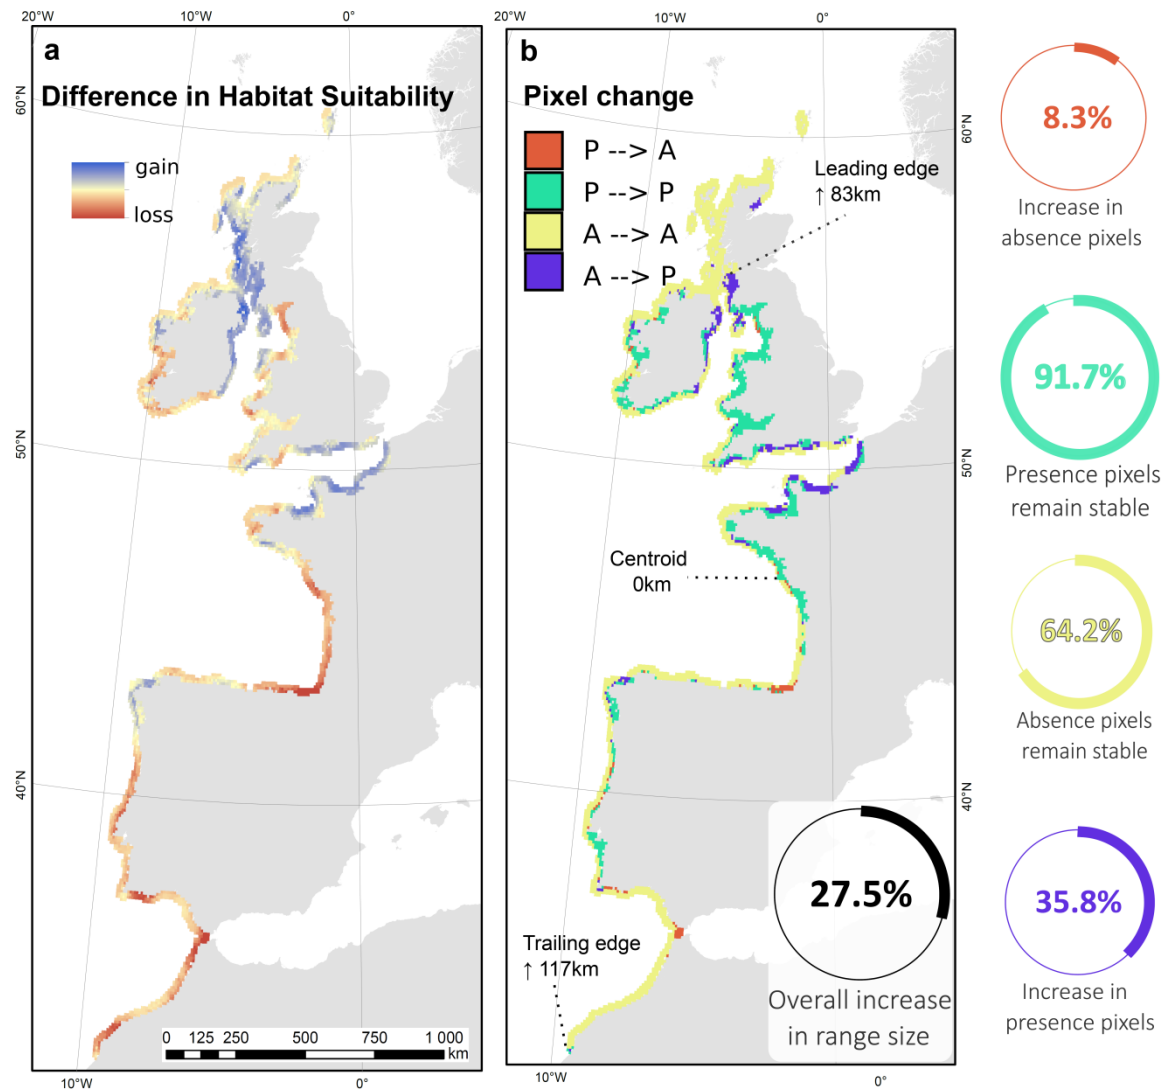 20°W
10°W
0°
10°W
0°
a
Difference in Habitat Suitability
gain
loss
60°N
50°N
40°N
0 125 250 500 750 1 000
km
10°W
0°
b
Pixel change
P --> A
P --> P
A --> A
A --> P
Leading edge
↑ 83km
Centroid
0km
Trailing edge
↑ 117km
27.5%
Overall increase
in range size
60°N
50°N
40°N
10°W
0°
8.3%
Increase in
absence pixels
91.7%
Presence pixels
remain stable
64.2%
Absence pixels
remain stable
35.8%
Increase in
presence pixels